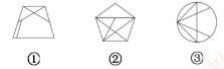 ① ② ③